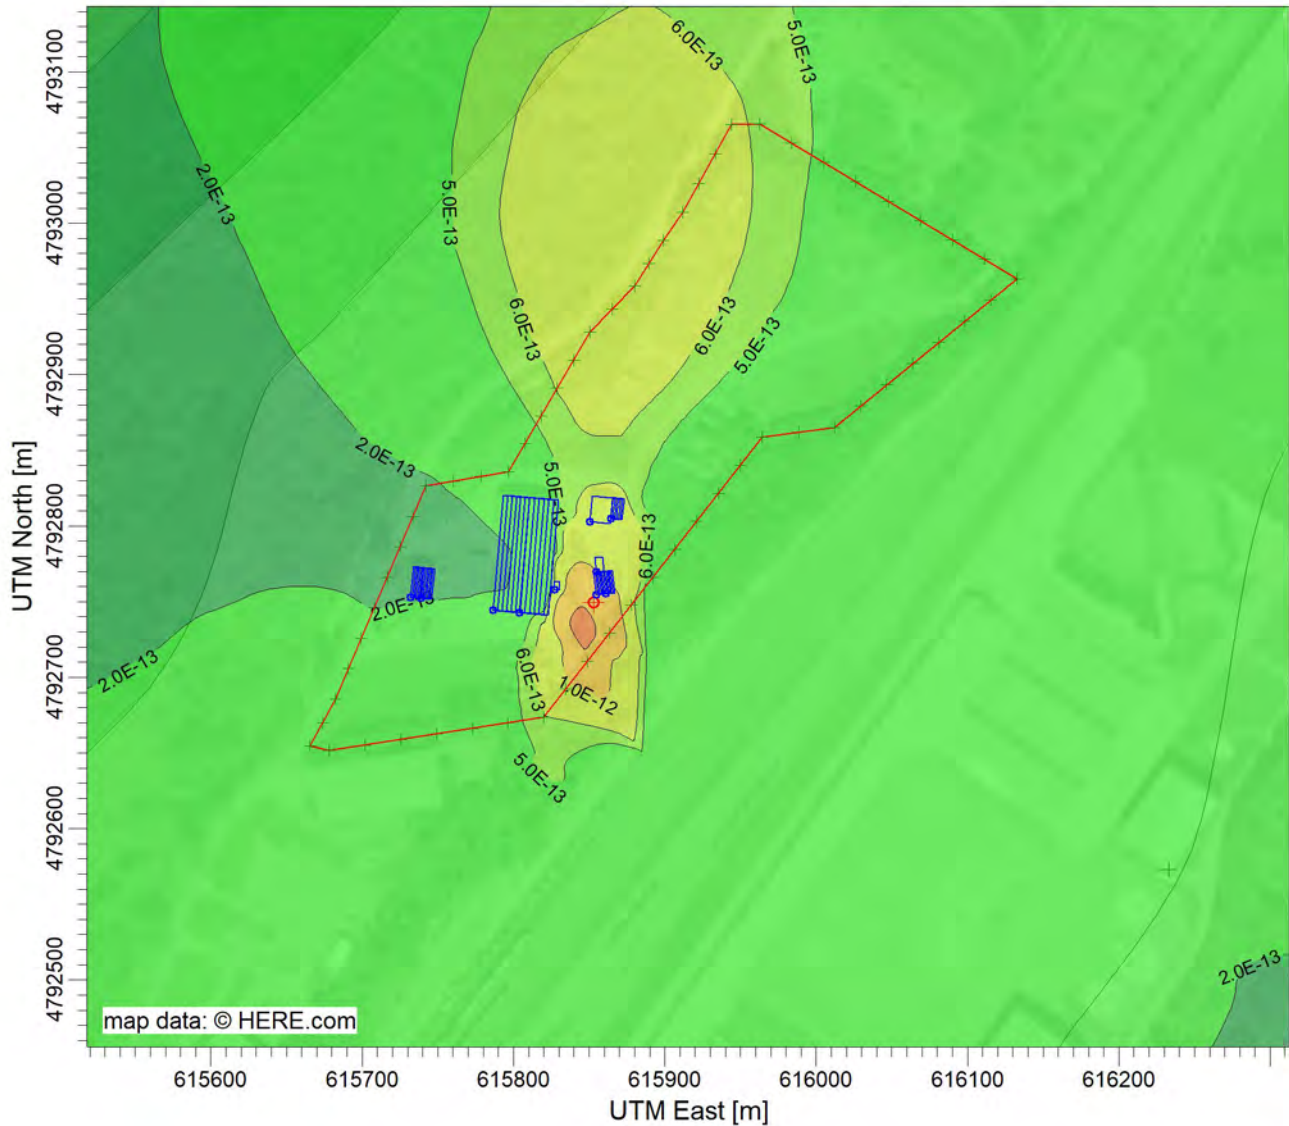 6.0E-13
5.0E-13
2.0E-13
5.0E-13
6.0E-13
6.0E-13
5.0E-13
2.0E-13
5.0E-13
6.0E-13
2.0E-13
2.0E-13
6.0E-13
1.0E-12
5.0E-13
2.0E-13
4793100
4793000
4792900
4792800
4792700
4792600
4792500
UTM North [m]
map data: © HERE.com
615600 615700 615800 615900 616000 616100 616200
UTM East [m]